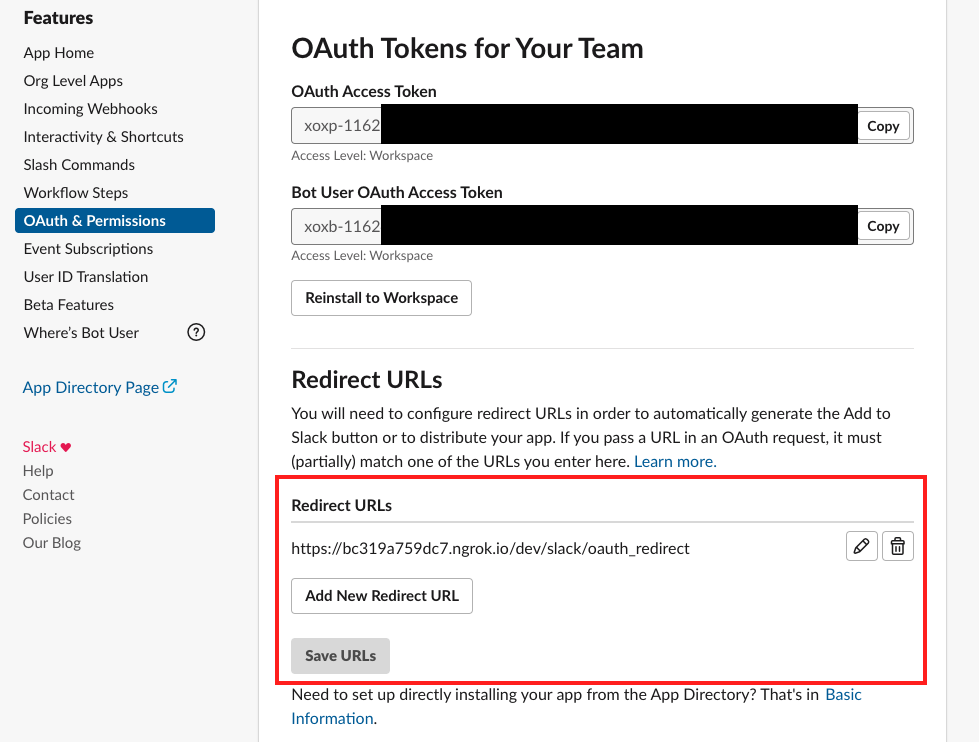 Features
App Home
Org Level Apps
Incoming Webhooks
Interactivity & Shortcuts
Slash Commands
Workflow Steps
OAuth & Permissions
Event Subscriptions
User ID Translation
Beta Features
Where's Bot User
?
App Directory Page
Slack
Help
Contact
Policies
Our Blog
OAuth Tokens for Your Team
OAuth Access Token
xoxp-1162
Copy
Access Level: Workspace
Bot User OAuth Access Token
xoxb-1162
Copy
Access Level: Workspace
Reinstall to Workspace
Redirect URLs
You will need to configure redirect URLs in order to automatically generate the Add to
Slack button or to distribute your app. If you pass a URL in an OAuth request, it must
(partially) match one of the URLs you enter here. Learn more.
Redirect URLs
https://bc319a759dc7.ngrok.io/dev/slack/oauth_redirect
Add New Redirect URL
Save URLs
Need to set up directly installing your app from the App Directory? That's in Basic
Information.